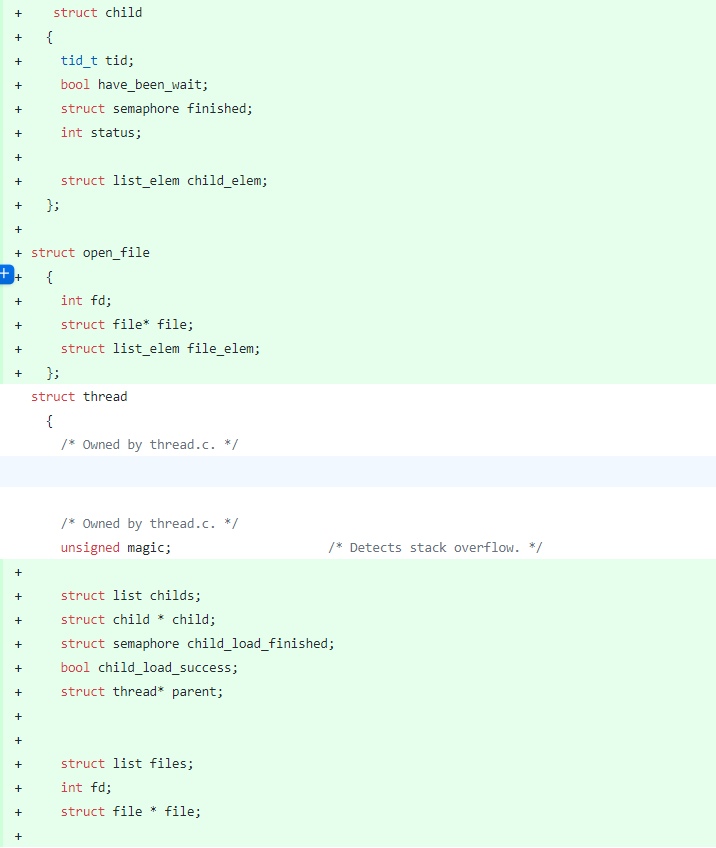 +    struct child
+   {
+     tid_t tid;
+     bool have_been_wait;
+     struct semaphore finished;
+     int status;
+
+     struct list_elem child_elem;
+   };
+
+ struct open_file
+   {
+     int fd;
+     struct file* file;
+     struct list_elem file_elem;
+   };
  struct thread
    {
      /* Owned by thread.c. */
      /* Owned by thread.c. */
      unsigned magic;                     /* Detects stack overflow. */
+
+     struct list childs;
+     struct child * child;
+     struct semaphore child_load_finished;
+     bool child_load_success;
+     struct thread* parent;
+
+
+     struct list files;
+     int fd;
+     struct file * file;
+